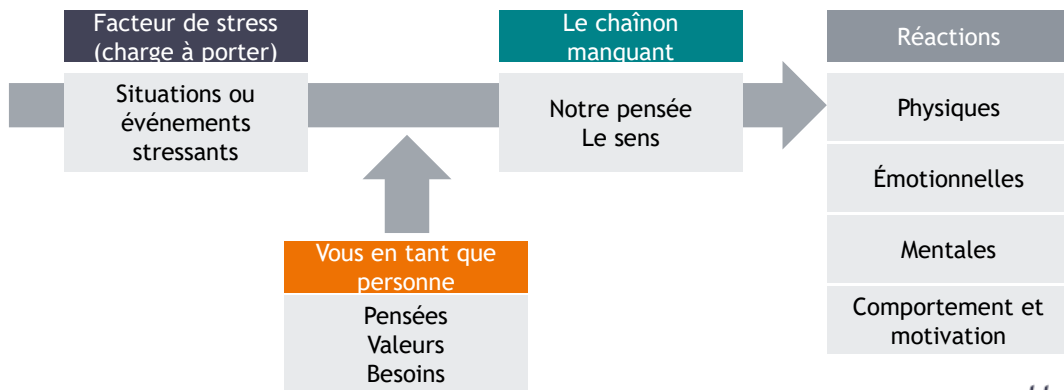 Facteur de stress
(charge à porter)
Situations ou
événements
stressants
Le chaînon
manquant
Notre pensée
Le sens
Réactions
Physiques
Émotionnelles
Mentales
Comportement et
motivation
Vous en tant que
personne
Pensées
Valeurs
Besoins